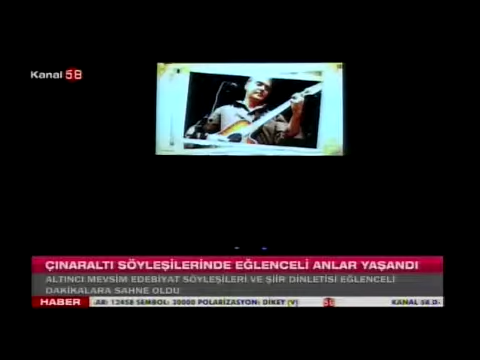 Kanal 58
ÇINARALTI SÖYLEŞİLERİNDE EĞLENCELİ ANLAR YAŞANDI
ALTINCI MEVSİM EDEBİYAT SÖYLEŞİLERİ VE ŞİİR DİNLETİSİ EĞLENCELİ
DAKİKALARA SAHNE OLDU
HABER AB: 12458 SEMBOL: 30000 POLARİZASYON: DİKEY (V) 58 KANAL 58 D